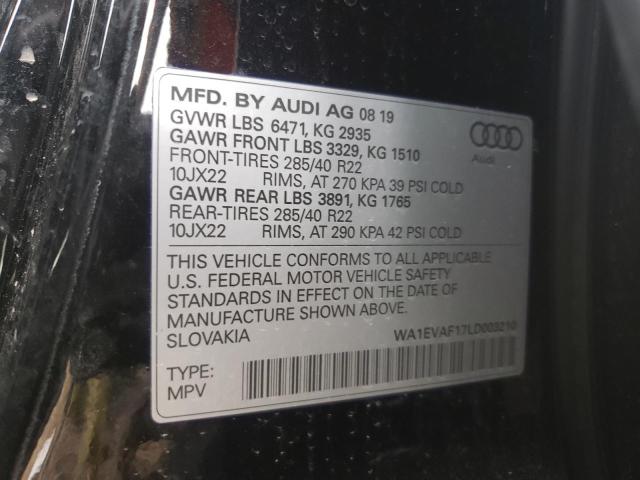 MFD. BY AUDI AG 08 19
GVWR LBS 6471, KG 2935
GAWR FRONT LBS 3329, KG 1510
FRONT-TIRES 285/40 R22
10JX22 RIMS, AT 270 KPA 39 PSI COLD
GAWR REAR LBS 3891, KG 1765
REAR-TIRES 285/40 R22
10JX22 RIMS, AT 290 KPA 42 PSI COLD
Audi
THIS VEHICLE CONFORMS TO ALL APPLICABLE
U.S. FEDERAL MOTOR VEHICLE SAFETY
STANDARDS IN EFFECT ON THE DATE OF
MANUFACTURE SHOWN ABOVE.
SLOVAKIA
WA1EVAF17LD003210
TYPE:
MPV